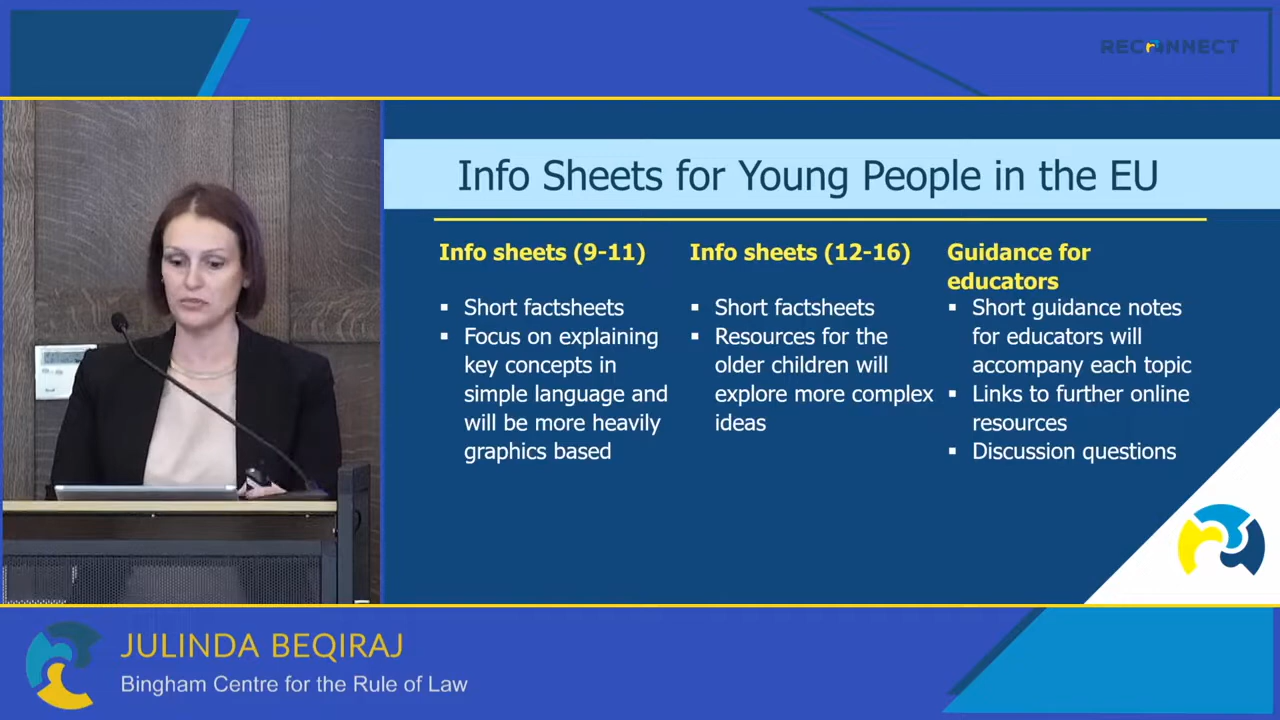 RECONNECT
Info Sheets for Young People in the EU
Info sheets (9-11)
▪ Short factsheets
▪ Focus on explaining
key concepts in
simple language and
will be more heavily
graphics based
Info sheets (12-16)
▪ Short factsheets
▪ Resources for the
older children will
explore more complex
ideas
Guidance for
educators
▪ Short guidance notes
for educators will
accompany each topic
▪ Links to further online
resources
▪ Discussion questions
JULINDA BEQIRAJ
Bingham Centre for the Rule of Law